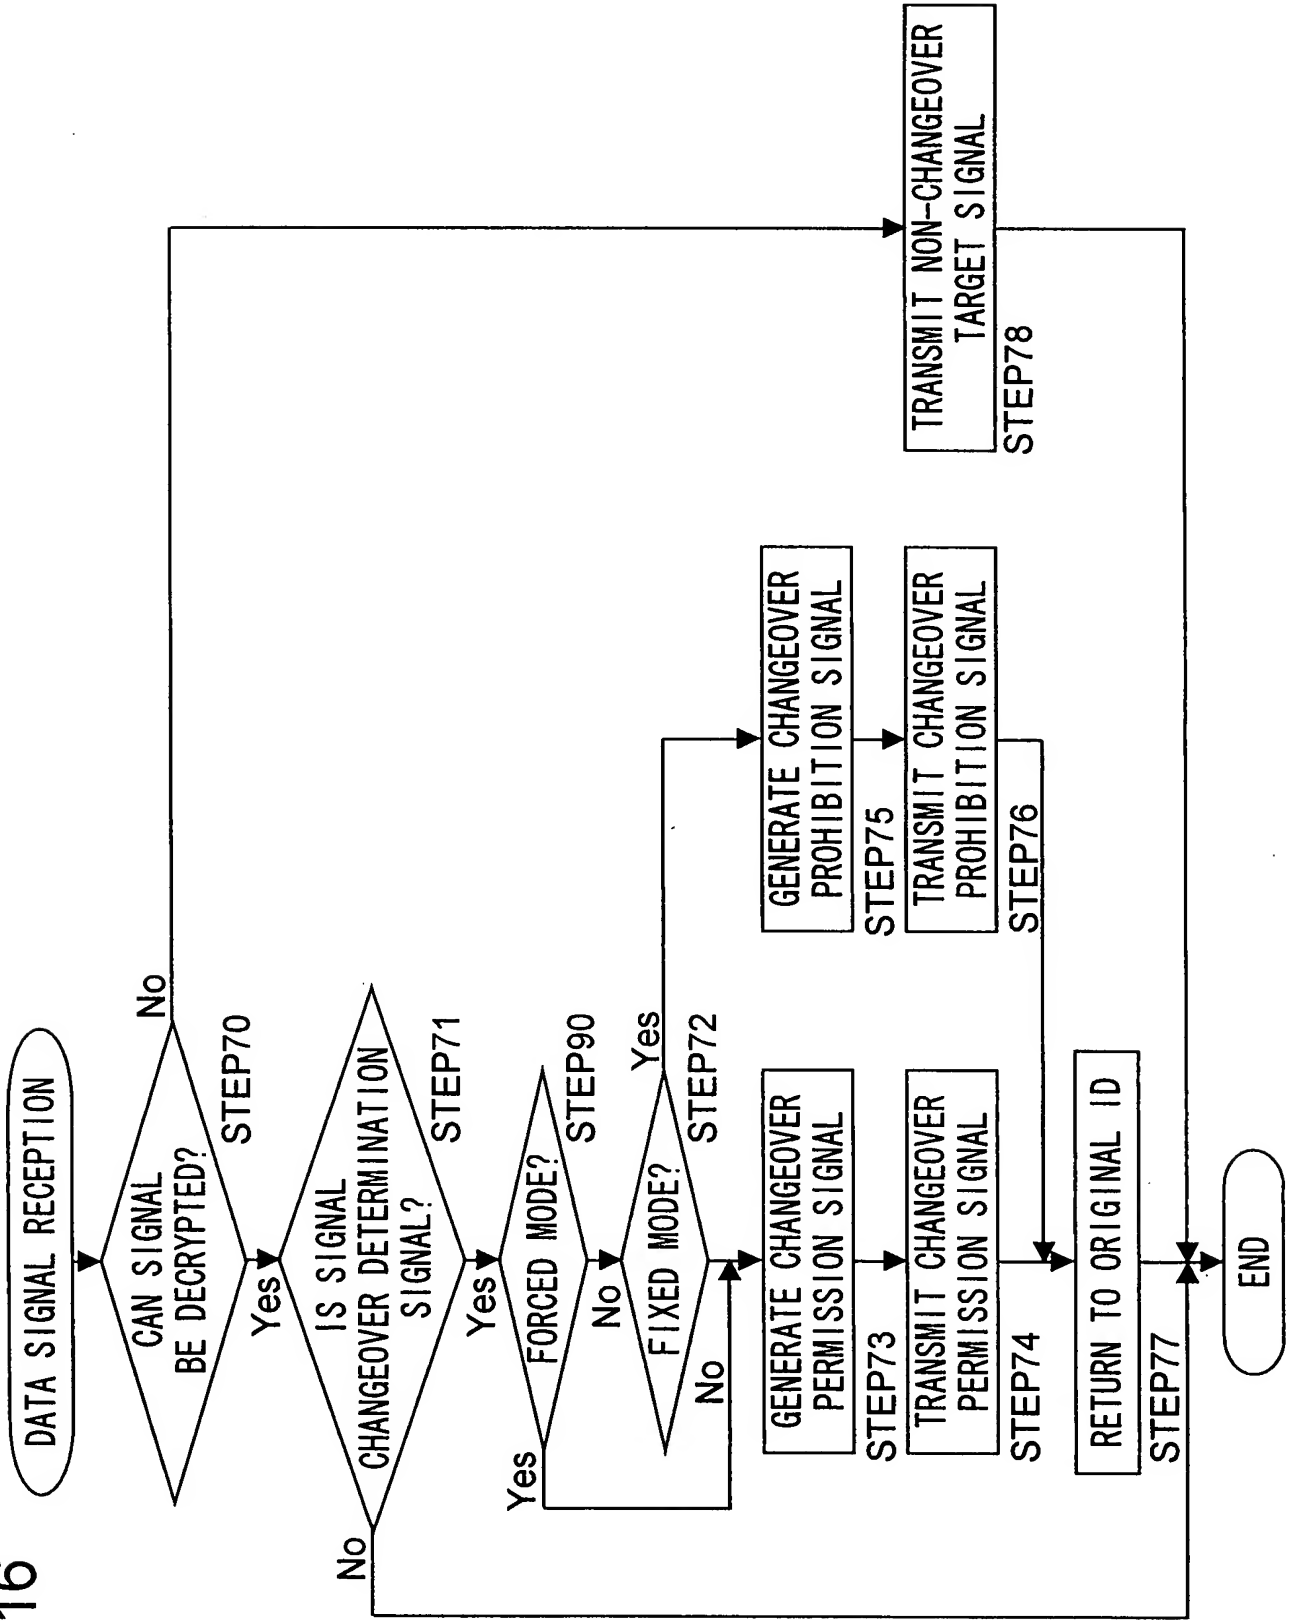 16
DATA SIGNAL RECEPTION
CAN SIGNAL
BE DECRYPTED?
STEP70
No
Yes
IS SIGNAL
CHANGEOVER DETERMINATION
SIGNAL?
STEP71
No
Yes
FORCED MODE?
STEP90
Yes
No
FIXED MODE?
STEP72
Yes
No
GENERATE CHANGEOVER
PERMISSION SIGNAL
STEP73
GENERATE CHANGEOVER
PROHIBITION SIGNAL
STEP75
TRANSMIT CHANGEOVER
PERMISSION SIGNAL
STEP74
TRANSMIT CHANGEOVER
PROHIBITION SIGNAL
STEP76
TRANSMIT NON-CHANGEOVER
TARGET SIGNAL
STEP78
RETURN TO ORIGINAL ID
STEP77
END